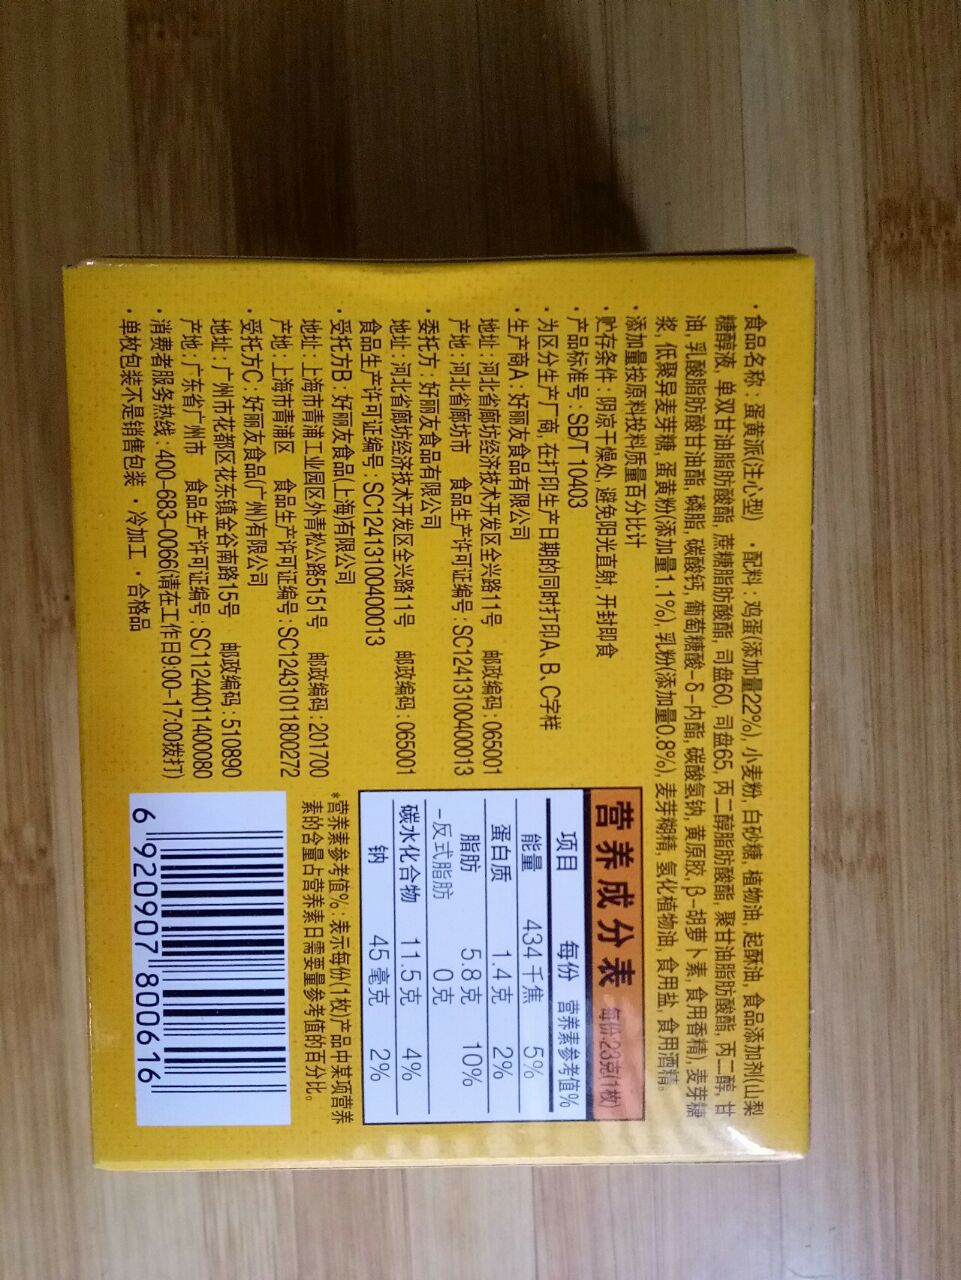 ·食品名称：蛋黄派(注心型) ·配料：鸡蛋(添加量22%), 小麦粉, 白砂糖, 植物油, 起酥油, 食品添加剂(山梨
糖醇液, 单双甘油脂肪酸酯, 蔗糖脂肪酸酯, 司盘60, 司盘65, 丙二醇脂肪酸酯, 聚甘油脂肪酸酯, 丙二醇, 甘
油, 乳酸脂肪酸甘油酯, 磷脂, 碳酸钙, 葡萄糖酸-δ-内酯, 碳酸氢钠, 黄原胶, β-胡萝卜素, 食用香精), 麦芽糖
浆, 低聚异麦芽糖, 蛋黄粉(添加量1.1%), 乳粉(添加量0.8%), 麦芽糊精, 氢化植物油, 食用盐, 食用酒精。
·添加量按原料投料质量百分比计
·贮存条件：阴凉干燥处, 避免阳光直射, 开封即食
·产品标准号：SB/T 10403
·为区分生产厂商, 在打印生产日期的同时打印A、B、C字样
·生产商A：好丽友食品有限公司
地址：河北省廊坊经济技术开发区全兴路11号 邮政编码：065001
产地：河北省廊坊市 食品生产许可证编号：SC12413100400013
·委托方：好丽友食品有限公司
地址：河北省廊坊经济技术开发区全兴路11号 邮政编码：065001
食品生产许可证编号：SC12413100400013
·受托方B：好丽友食品(上海)有限公司
地址：上海市青浦工业园区外青松公路5151号 邮政编码：201700
产地：上海市青浦区 食品生产许可证编号：SC12431011800272
·受托方C：好丽友食品(广州)有限公司
地址：广州市花都区花东镇金谷南路15号 邮政编码：510890
产地：广东省广州市 食品生产许可证编号：SC11244011400080
·消费者服务热线：400-683-0066(请在工作日9:00-17:00拨打)
·单枚包装不是销售包装 ·冷加工 ·合格品
营养成分表 每份:23克(1枚)
项目 每份 营养素参考值%
能量 434千焦 5%
蛋白质 1.4克 2%
脂肪 5.8克 10%
-反式脂肪 0克
碳水化合物 11.5克 4%
钠 45毫克 2%
*营养素参考值%：表示每份(1枚)产品中某项营养
素的含量占营养素日需要量参考值的百分比。
6 920907 800616